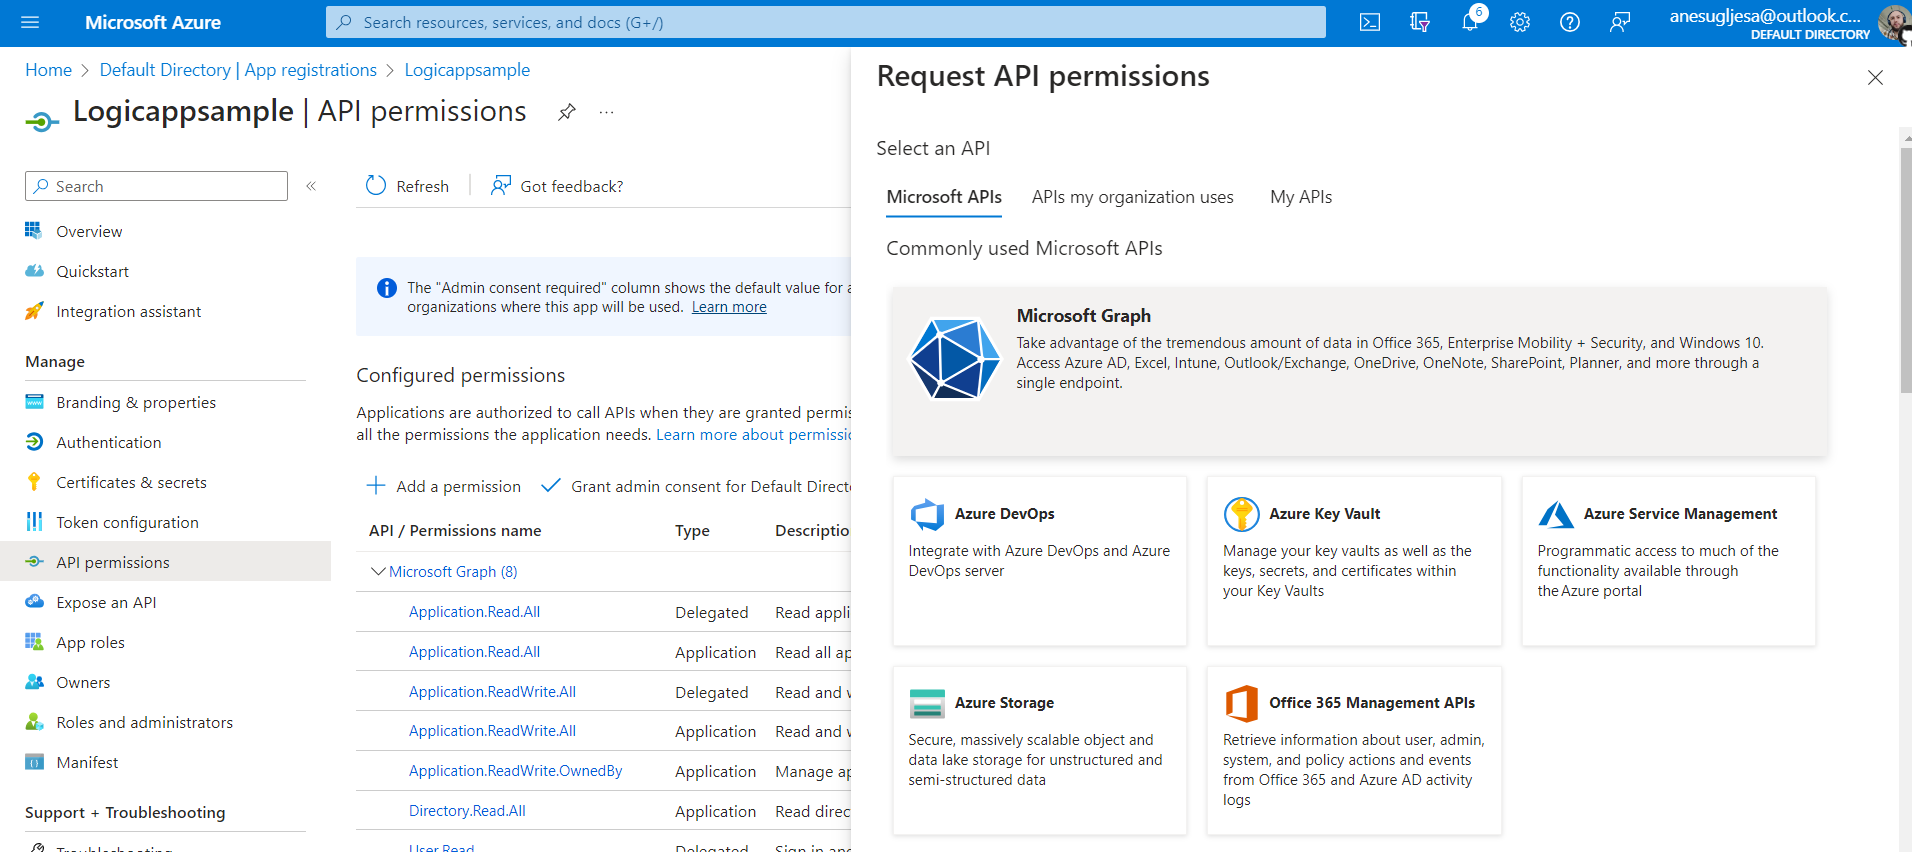 Microsoft Azure
Search resources, services, and docs (G+/)
6
anesugljesa@outlook.c...
DEFAULT DIRECTORY
Home > Default Directory | App registrations > Logicappsample
Logicappsample | API permissions
...
Search
«
Overview
Quickstart
Integration assistant
Manage
Branding & properties
Authentication
Certificates & secrets
Token configuration
API permissions
Expose an API
App roles
Owners
Roles and administrators
Manifest
Support + Troubleshooting
Troubleshooting
Refresh
Got feedback?
The "Admin consent required" column shows the default value for a
organizations where this app will be used. Learn more
Configured permissions
Applications are authorized to call APIs when they are granted permis
all the permissions the application needs. Learn more about permissio
Add a permission
Grant admin consent for Default Direct
API / Permissions name Type Descriptio
Microsoft Graph (8)
Application.Read.All Delegated Read appli
Application.Read.All Application Read all ap
Application.ReadWrite.All Delegated Read and w
Application.ReadWrite.All Application Read and w
Application.ReadWrite.OwnedBy Application Manage ap
Directory.Read.All Application Read direc
User.Read Delegated Sign in an
Request API permissions
Select an API
Microsoft APIs APIs my organization uses My APIs
Commonly used Microsoft APIs
Microsoft Graph
Take advantage of the tremendous amount of data in Office 365, Enterprise Mobility + Security, and Windows 10.
Access Azure AD, Excel, Intune, Outlook/Exchange, OneDrive, OneNote, SharePoint, Planner, and more through a
single endpoint.
Azure DevOps
Integrate with Azure DevOps and Azure
DevOps server
Azure Key Vault
Manage your key vaults as well as the
keys, secrets, and certificates within
your Key Vaults
Azure Service Management
Programmatic access to much of the
functionality available through
the Azure portal
Azure Storage
Secure, massively scalable object and
data lake storage for unstructured and
semi-structured data
Office 365 Management APIs
Retrieve information about user, admin,
system, and policy actions and events
from Office 365 and Azure AD activity
logs